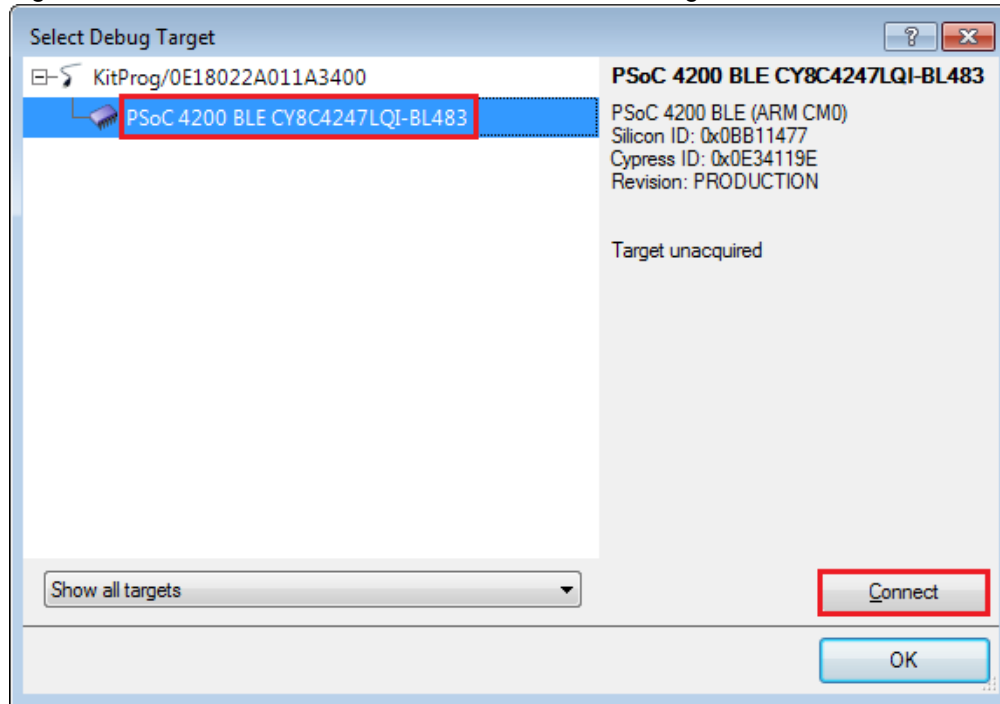 Select Debug Target
KitProg/0E18022A011A3400
PSoC 4200 BLE CY8C4247LQI-BL483
PSoC 4200 BLE CY8C4247LQI-BL483
PSoC 4200 BLE (ARM CM0)
Silicon ID: 0x0BB11477
Cypress ID: 0x0E34119E
Revision: PRODUCTION
Target unacquired
Show all targets
Connect
OK